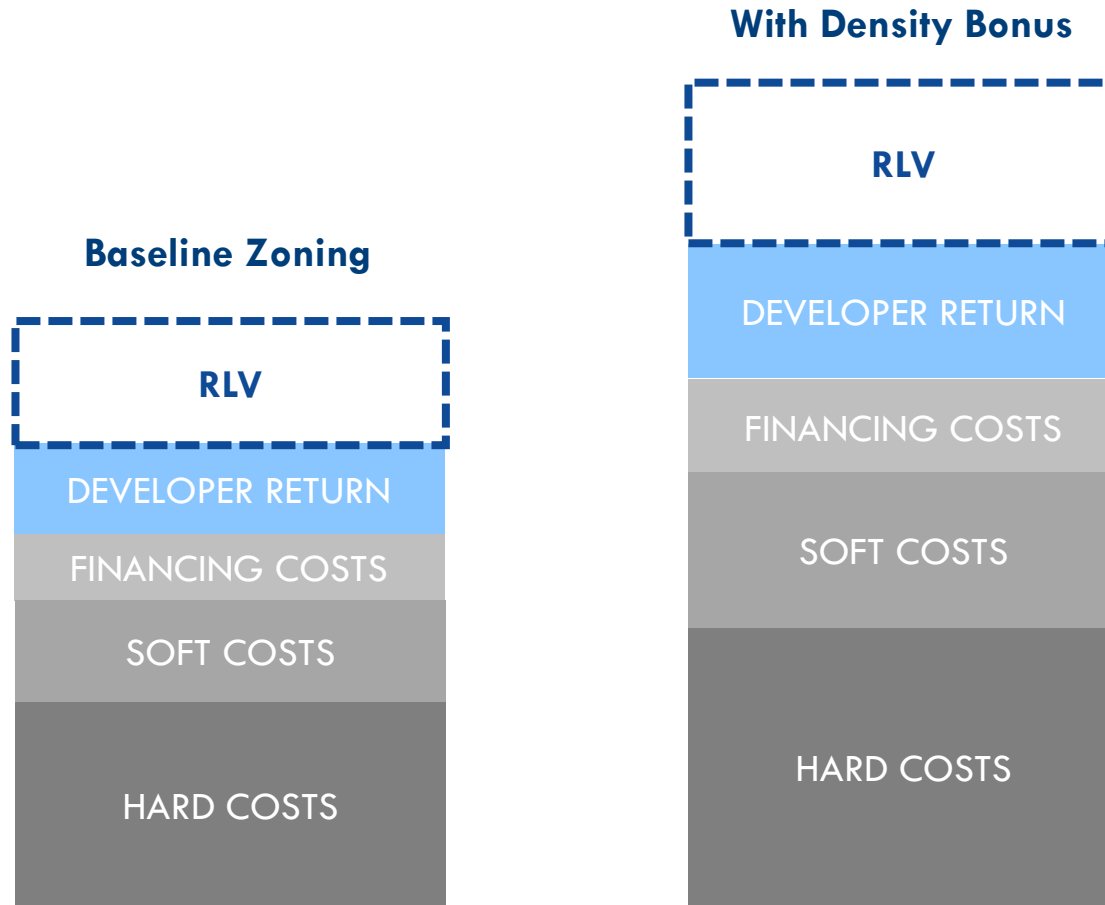 Baseline Zoning
RLV
DEVELOPER RETURN
FINANCING COSTS
SOFT COSTS
HARD COSTS
With Density Bonus
RLV
DEVELOPER RETURN
FINANCING COSTS
SOFT COSTS
HARD COSTS